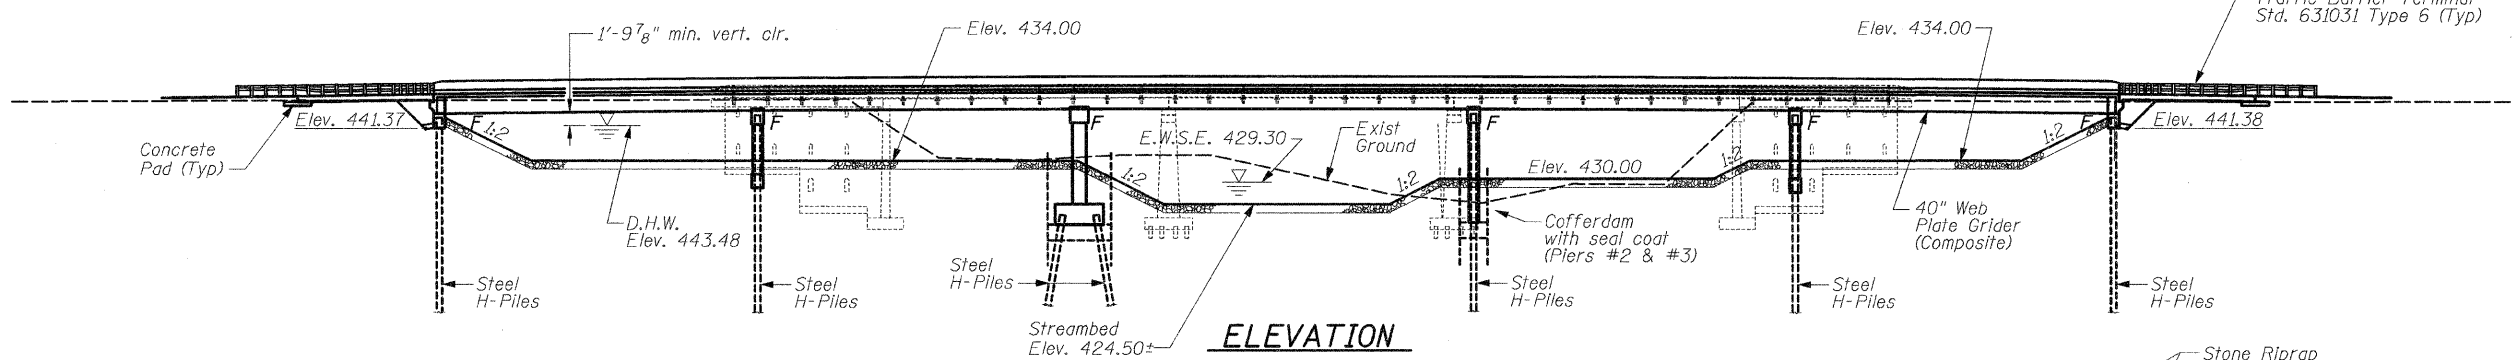 Std. 631031 Type 6 (Typ)
1'-9 7/8" min. vert. clr.
Elev. 434.00
Elev. 434.00
Elev. 441.37
F
1:2
F
F
E.W.S.E. 429.30
Exist
Ground
F
F
1:2
F
Elev. 441.38
Concrete
Pad (Typ)
1:2
1:2
Elev. 430.00
1:2
D.H.W.
Elev. 443.48
Cofferdam
with seal coat
(Piers #2 & #3)
40" Web
Plate Grider
(Composite)
Steel
H-Piles
Steel
H-Piles
Steel
H-Piles
Steel
H-Piles
Steel
H-Piles
Steel
H-Piles
Streambed
Elev. 424.50±
ELEVATION
Stone Riprap